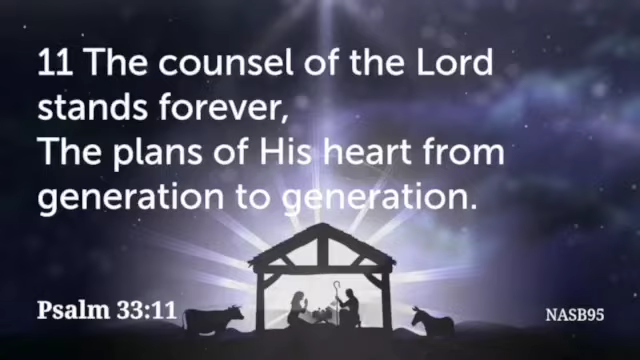 11 The counsel of the Lord
stands forever,
The plans of His heart from
generation to generation.
Psalm 33:11
NASB95